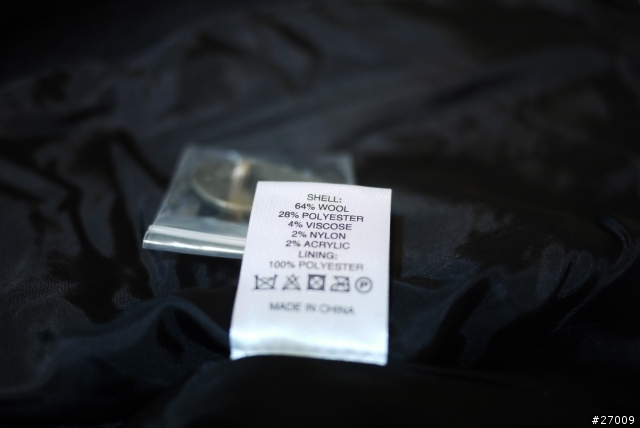 SHELL:
64% WOOL
28% POLYESTER
4% VISCOSE
2% NYLON
2% ACRYLIC
LINING:
100% POLYESTER
P
MADE IN CHINA
#27009